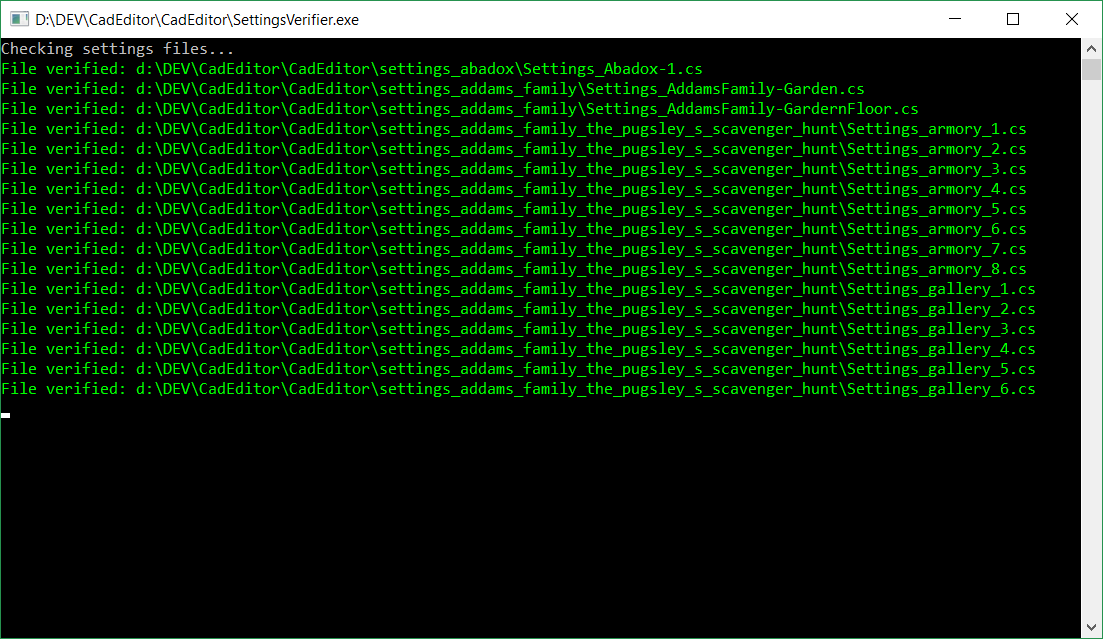 D:\DEV\CadEditor\CadEditor\SettingsVerifier.exe
Checking settings files...
File verified: d:\DEV\CadEditor\CadEditor\settings_abadox\Settings_Abadox-1.cs
File verified: d:\DEV\CadEditor\CadEditor\settings_addams_family\Settings_AddamsFamily-Garden.cs
File verified: d:\DEV\CadEditor\CadEditor\settings_addams_family\Settings_AddamsFamily-GardernFloor.cs
File verified: d:\DEV\CadEditor\CadEditor\settings_addams_family_the_pugsley_s_scavenger_hunt\Settings_armory_1.cs
File verified: d:\DEV\CadEditor\CadEditor\settings_addams_family_the_pugsley_s_scavenger_hunt\Settings_armory_2.cs
File verified: d:\DEV\CadEditor\CadEditor\settings_addams_family_the_pugsley_s_scavenger_hunt\Settings_armory_3.cs
File verified: d:\DEV\CadEditor\CadEditor\settings_addams_family_the_pugsley_s_scavenger_hunt\Settings_armory_4.cs
File verified: d:\DEV\CadEditor\CadEditor\settings_addams_family_the_pugsley_s_scavenger_hunt\Settings_armory_5.cs
File verified: d:\DEV\CadEditor\CadEditor\settings_addams_family_the_pugsley_s_scavenger_hunt\Settings_armory_6.cs
File verified: d:\DEV\CadEditor\CadEditor\settings_addams_family_the_pugsley_s_scavenger_hunt\Settings_armory_7.cs
File verified: d:\DEV\CadEditor\CadEditor\settings_addams_family_the_pugsley_s_scavenger_hunt\Settings_armory_8.cs
File verified: d:\DEV\CadEditor\CadEditor\settings_addams_family_the_pugsley_s_scavenger_hunt\Settings_gallery_1.cs
File verified: d:\DEV\CadEditor\CadEditor\settings_addams_family_the_pugsley_s_scavenger_hunt\Settings_gallery_2.cs
File verified: d:\DEV\CadEditor\CadEditor\settings_addams_family_the_pugsley_s_scavenger_hunt\Settings_gallery_3.cs
File verified: d:\DEV\CadEditor\CadEditor\settings_addams_family_the_pugsley_s_scavenger_hunt\Settings_gallery_4.cs
File verified: d:\DEV\CadEditor\CadEditor\settings_addams_family_the_pugsley_s_scavenger_hunt\Settings_gallery_5.cs
File verified: d:\DEV\CadEditor\CadEditor\settings_addams_family_the_pugsley_s_scavenger_hunt\Settings_gallery_6.cs